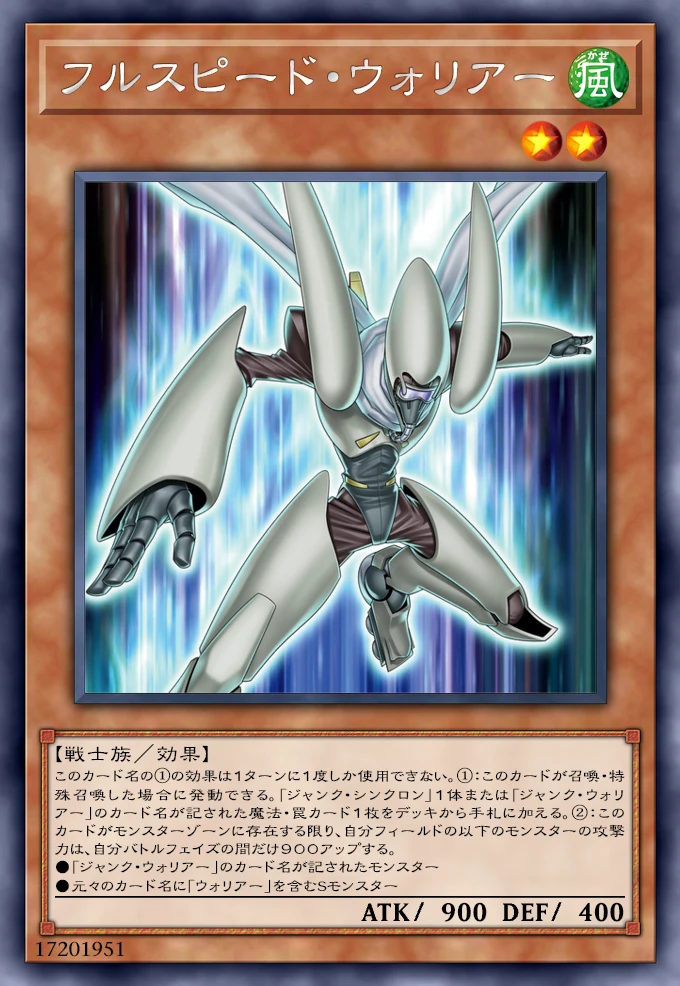 フルスピード・ウォリアー
かぜ
風
【戦士族／効果】
このカード名の①の効果は1ターンに1度しか使用できない。①：このカードが召喚・特
殊召喚した場合に発動できる。「ジャンク・シンクロン」1体または「ジャンク・ウォリ
アー」のカード名が記された魔法・罠カード1枚をデッキから手札に加える。②：この
カードがモンスターゾーンに存在する限り、自分フィールドの以下のモンスターの攻撃
力は、自分バトルフェイズの間だけ９００アップする。
●「ジャンク・ウォリアー」のカード名が記されたモンスター
●元々のカード名に「ウォリアー」を含むSモンスター
ATK/ 900 DEF/ 400
17201951